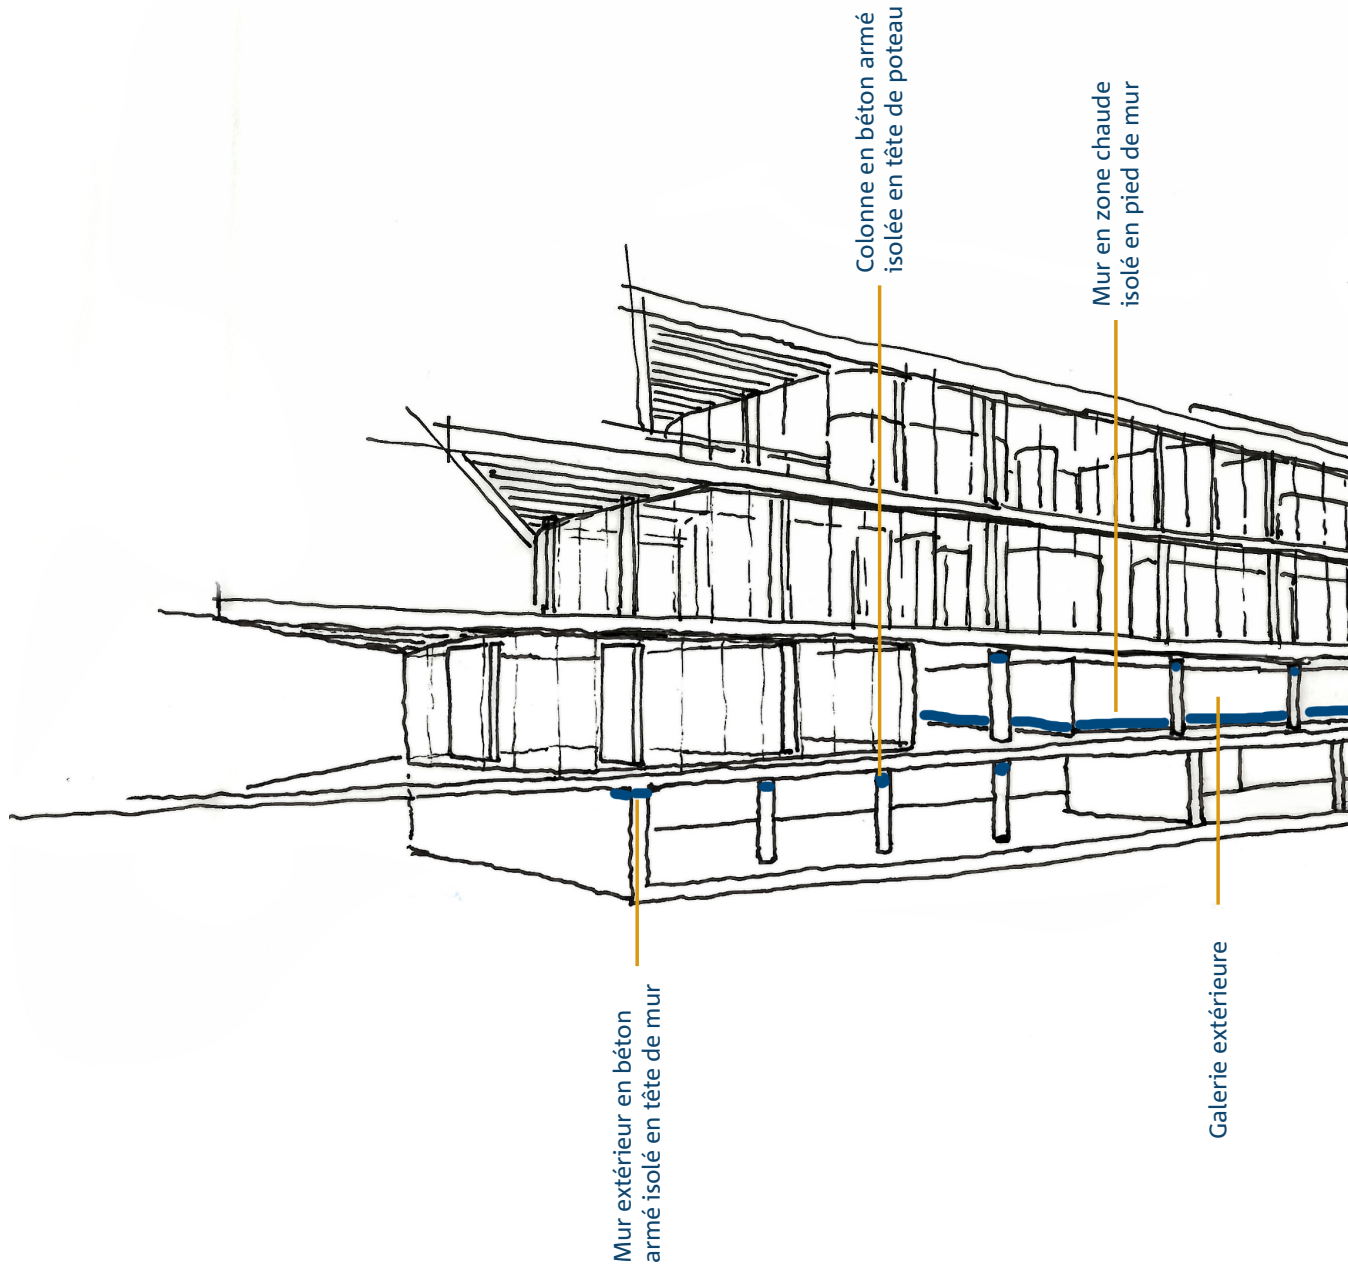 Colonne en béton armé
isolée en tête de poteau
Mur en zone chaude
isolé en pied de mur
Mur extérieur en béton
armé isolé en tête de mur
Galerie extérieure